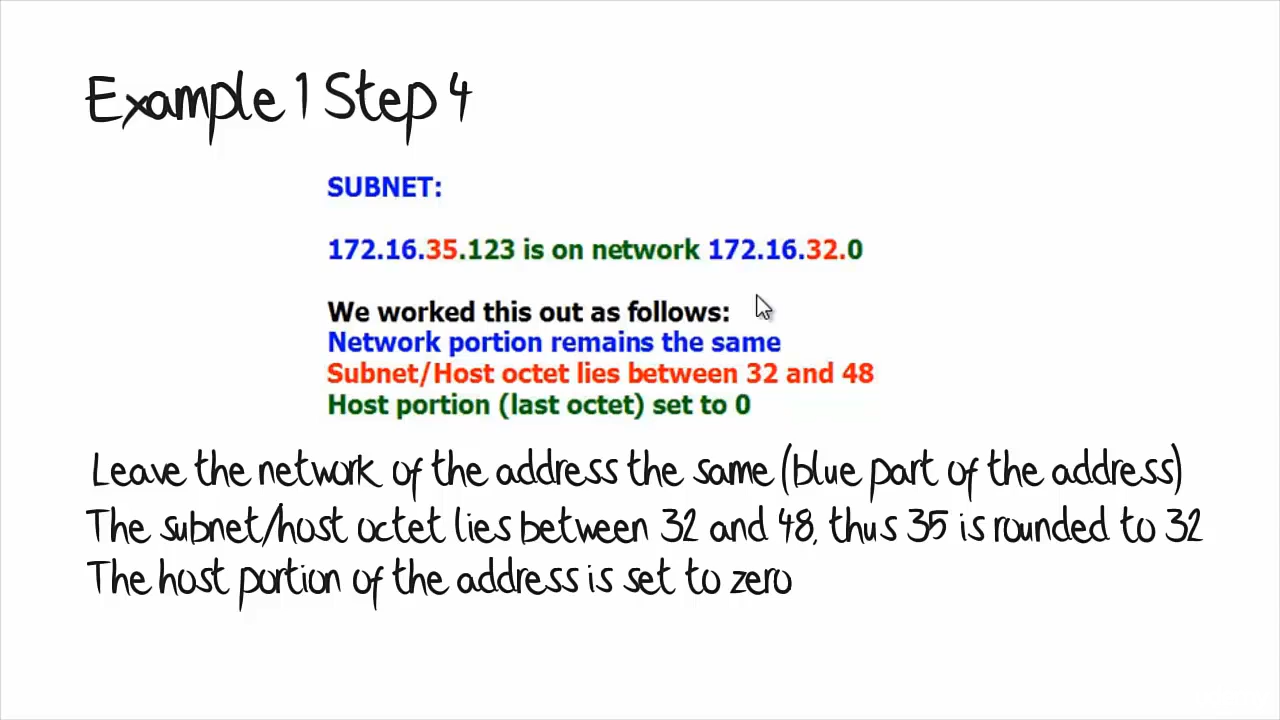 Example 1 Step 4
SUBNET:
172.16.35.123 is on network 172.16.32.0
We worked this out as follows:
Network portion remains the same
Subnet/Host octet lies between 32 and 48
Host portion (last octet) set to 0
Leave the network of the address the same (blue part of the address)
The subnet/host octet lies between 32 and 48, thus 35 is rounded to 32
The host portion of the address is set to zero